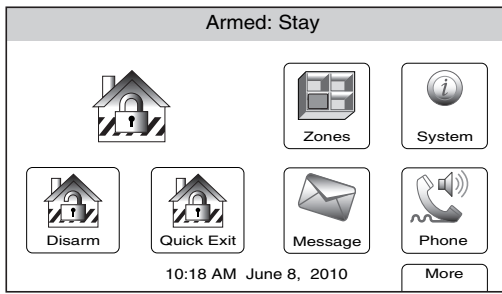 Armed: Stay
Zones
System
Disarm
Quick Exit
Message
Phone
10:18 AM June 8, 2010
More